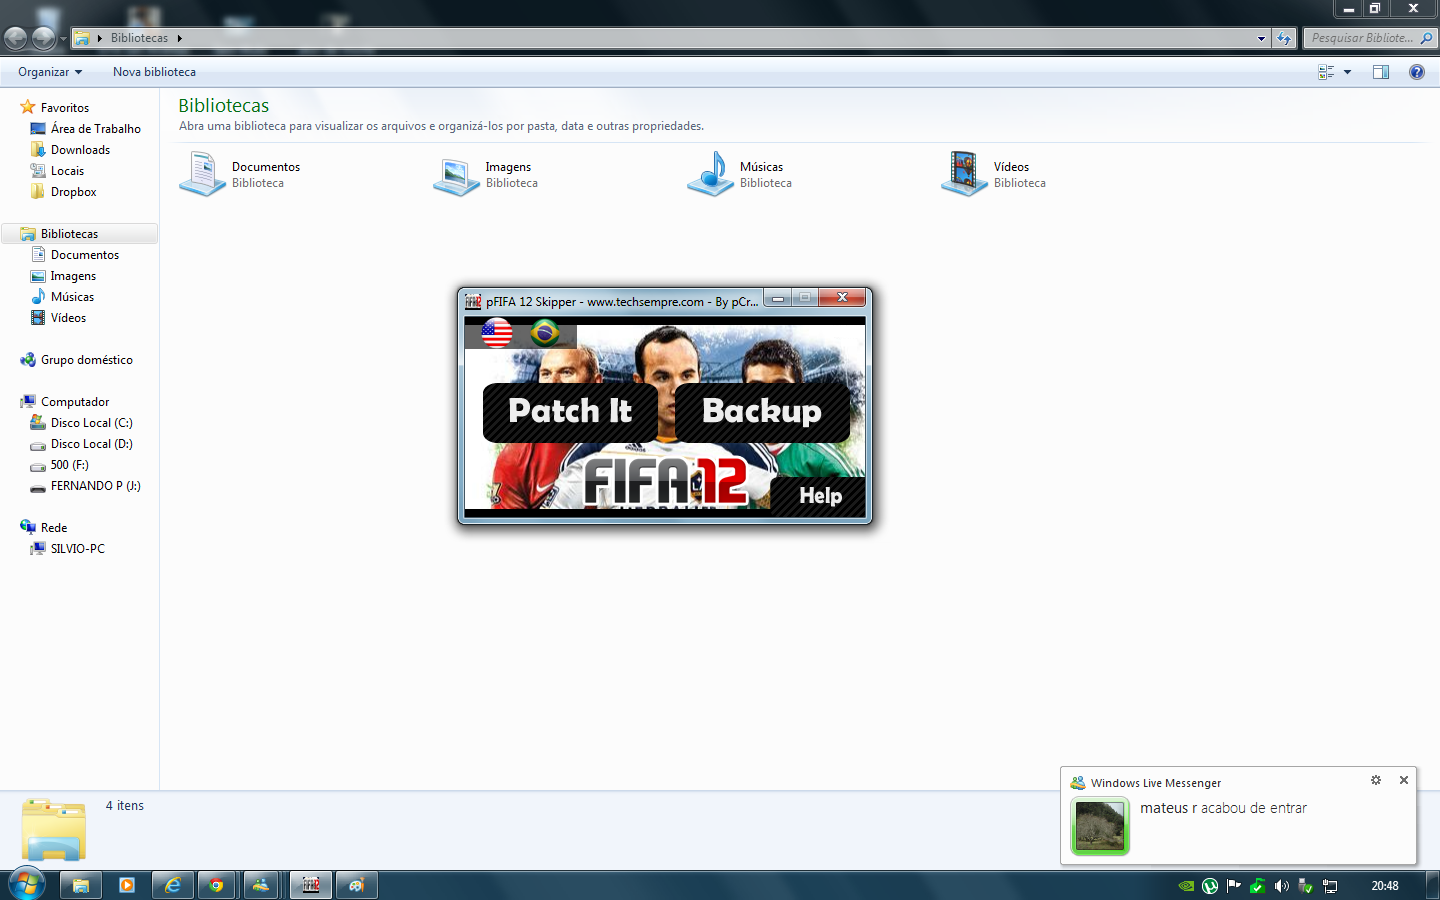 Bibliotecas
Pesquisar Bibliote...
Organizar
Nova biblioteca
Favoritos
Área de Trabalho
Downloads
Locais
Dropbox
Bibliotecas
Documentos
Imagens
Músicas
Vídeos
Grupo doméstico
Computador
Disco Local (C:)
Disco Local (D:)
500 (F:)
FERNANDO P (J:)
Rede
SILVIO-PC
Bibliotecas
Abra uma biblioteca para visualizar os arquivos e organizá-los por pasta, data e outras propriedades.
Documentos
Biblioteca
Imagens
Biblioteca
Músicas
Biblioteca
Vídeos
Biblioteca
pFIFA 12 Skipper - www.techsempre.com - By pCr...
Patch It
Backup
FIFA 12
Help
4 itens
Windows Live Messenger
mateus r acabou de entrar
20:48